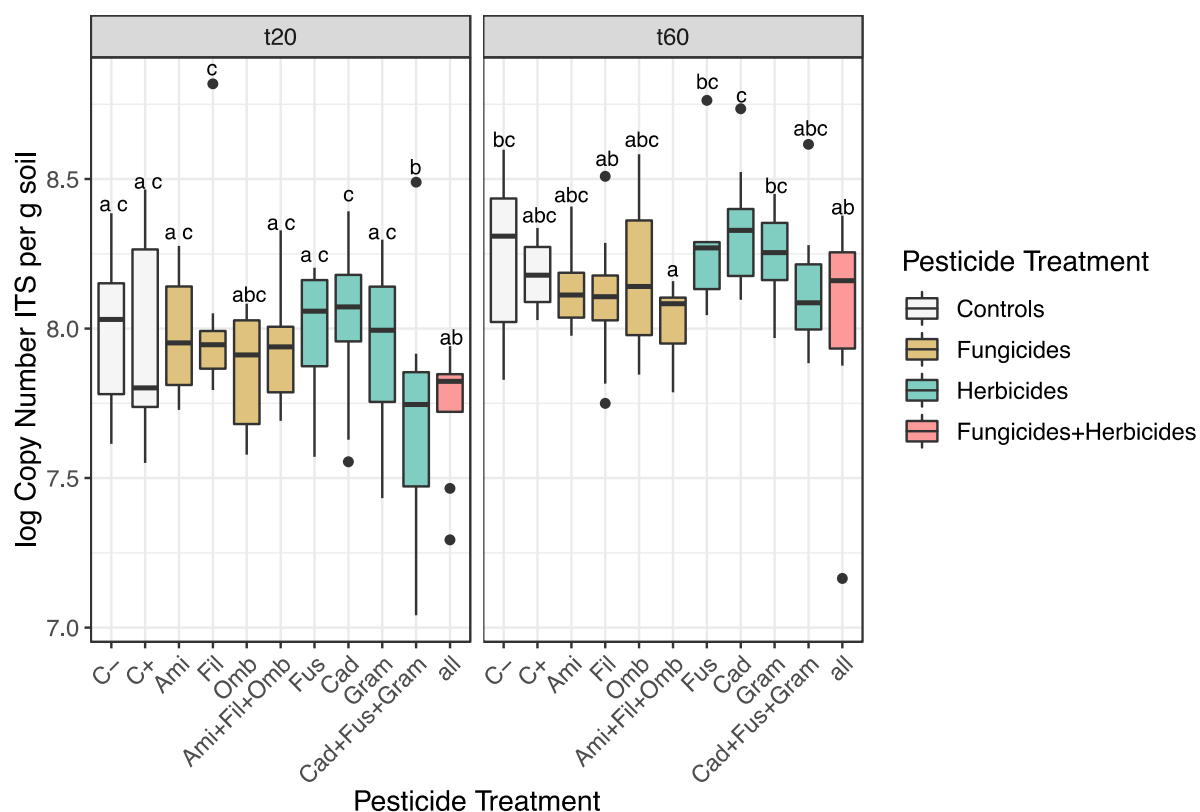 t20
t60
log Copy Number ITS per g soil
8.5
8.0
7.5
7.0
a c
a c
a c
c
abc
a c
a c
c
a c
b
ab
bc
abc
abc
ab
abc
a
bc
c
bc
abc
ab
C−
C+
Ami
Fil
Omb
Ami+Fil+Omb
Fus
Cad
Gram
Cad+Fus+Gram
all
C−
C+
Ami
Fil
Omb
Ami+Fil+Omb
Fus
Cad
Gram
Cad+Fus+Gram
all
Pesticide Treatment
Pesticide Treatment
Controls
Fungicides
Herbicides
Fungicides+Herbicides